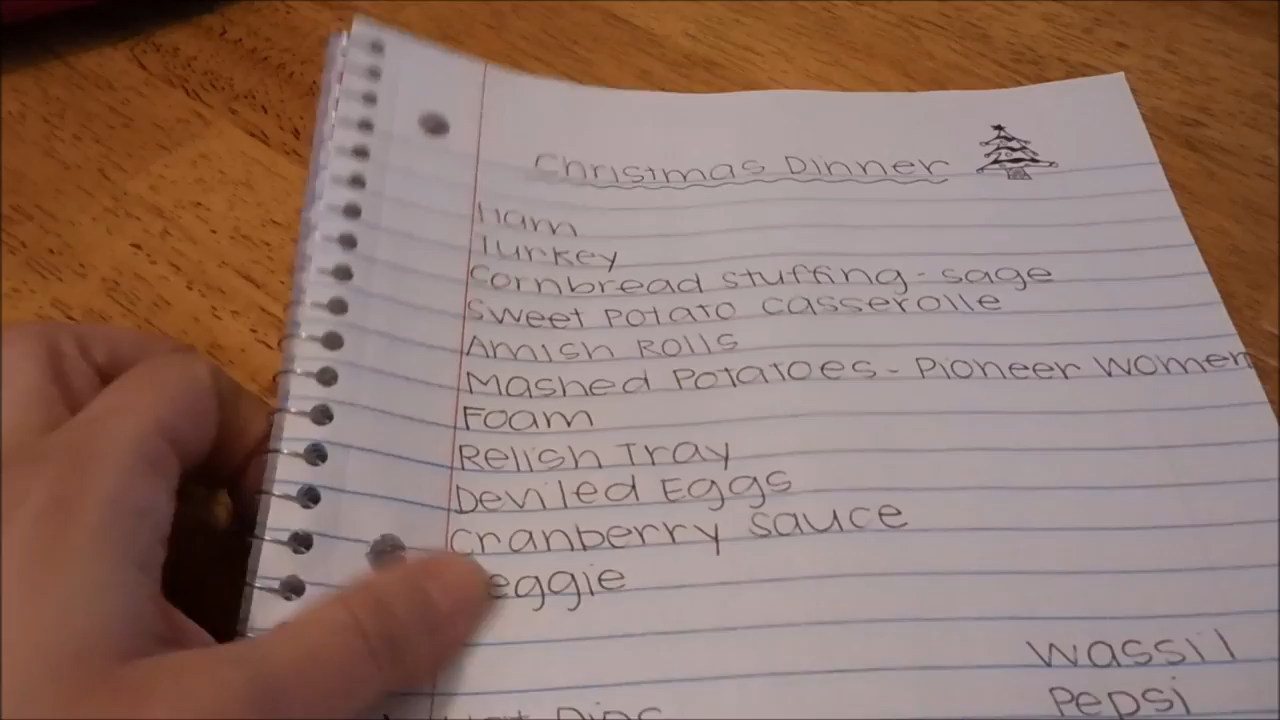 Christmas Dinner
Ham
Turkey
Cornbread stuffing - sage
Sweet Potato casserolle
Amish Rolls
Mashed Potatoes - Pioneer Women
Foam
Relish Tray
Deviled Eggs
Cranberry sauce
eggie
wassil
Pepsi